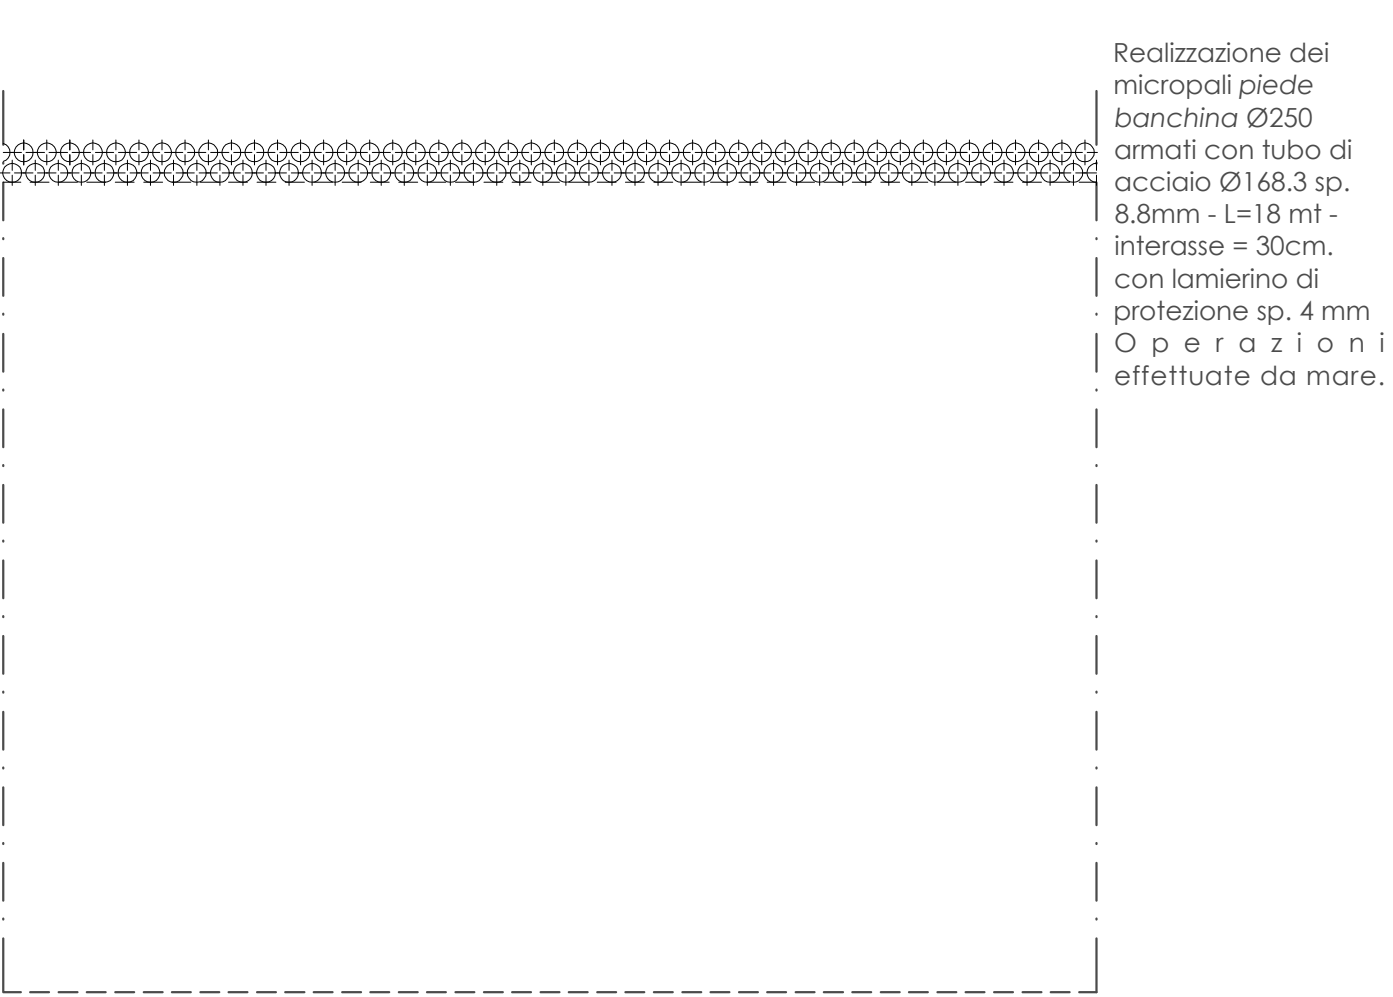 Realizzazione dei
micropali piede
banchina Ø250
armati con tubo di
acciaio Ø168.3 sp.
8.8mm - L=18 mt -
interasse = 30cm.
con lamierino di
protezione sp. 4 mm
O p e r a z i o n i
effettuate da mare.